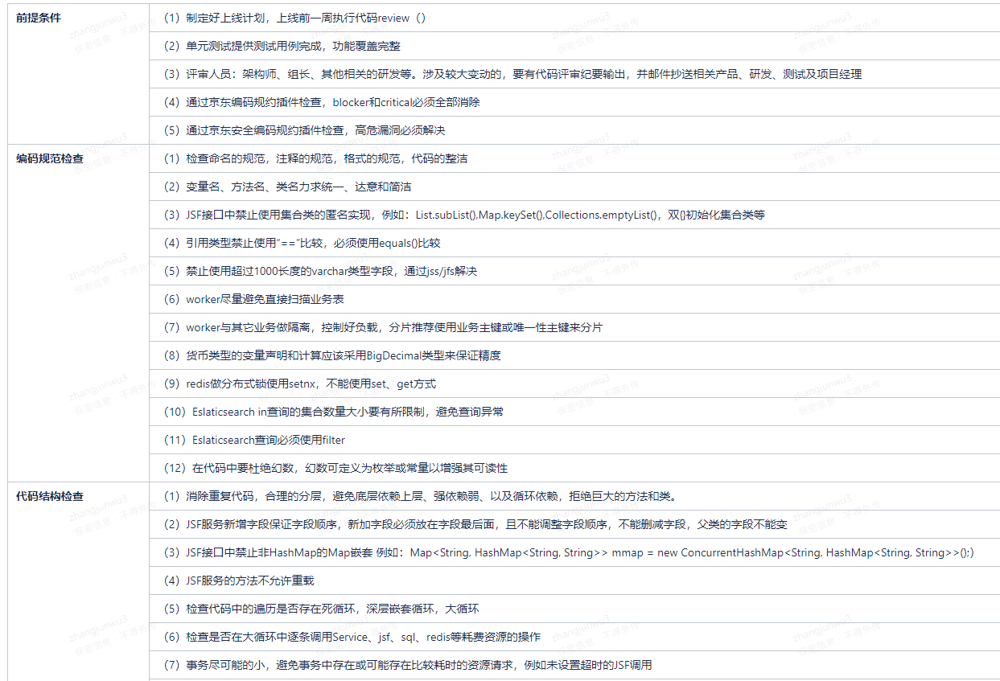 前提条件
（1）制定好上线计划，上线前一周执行代码review（）
（2）单元测试提供测试用例完成，功能覆盖完整
（3）评审人员：架构师、组长、其他相关的研发等。涉及较大变动的，要有代码评审纪要输出，并邮件抄送相关产品、研发、测试及项目经理
（4）通过京东编码规约插件检查，blocker和critical必须全部消除
（5）通过京东安全编码规约插件检查，高危漏洞必须解决
编码规范检查
（1）检查命名的规范，注释的规范，格式的规范，代码的整洁
（2）变量名、方法名、类名力求统一、达意和简洁
（3）JSF接口中禁止使用集合类的匿名实现，例如：List.subList(),Map.keySet(),Collections.emptyList()，双{}初始化集合类等
（4）引用类型禁止使用“==”比较，必须使用equals()比较
（5）禁止使用超过1000长度的varchar类型字段，通过jss/jfs解决
（6）worker尽量避免直接扫描业务表
（7）worker与其它业务做隔离，控制好负载，分片推荐使用业务主键或唯一性主键来分片
（8）货币类型的变量声明和计算应该采用BigDecimal类型来保证精度
（9）redis做分布式锁使用setnx，不能使用set、get方式
（10）Eslaticsearch in查询的集合数量大小要有所限制，避免查询异常
（11）Eslaticsearch查询必须使用filter
（12）在代码中要杜绝幻数，幻数可定义为枚举或常量以增强其可读性
代码结构检查
（1）消除重复代码，合理的分层，避免底层依赖上层、强依赖弱、以及循环依赖，拒绝巨大的方法和类。
（2）JSF服务新增字段保证字段顺序，新加字段必须放在字段最后面，且不能调整字段顺序，不能删减字段，父类的字段不能变
（3）JSF接口中禁止非HashMap的Map嵌套 例如：Map<String, HashMap<String, String>> mmap = new ConcurrentHashMap<String, HashMap<String, String>>();）
（4）JSF服务的方法不允许重载
（5）检查代码中的遍历是否存在死循环，深层嵌套循环，大循环
（6）检查是否在大循环中逐条调用Service、jsf、sql、redis等耗费资源的操作
（7）事务尽可能的小，避免事务中存在或可能存在比较耗时的资源请求，例如未设置超时的JSF调用
zhangjunwu3
保密信息，不得外传